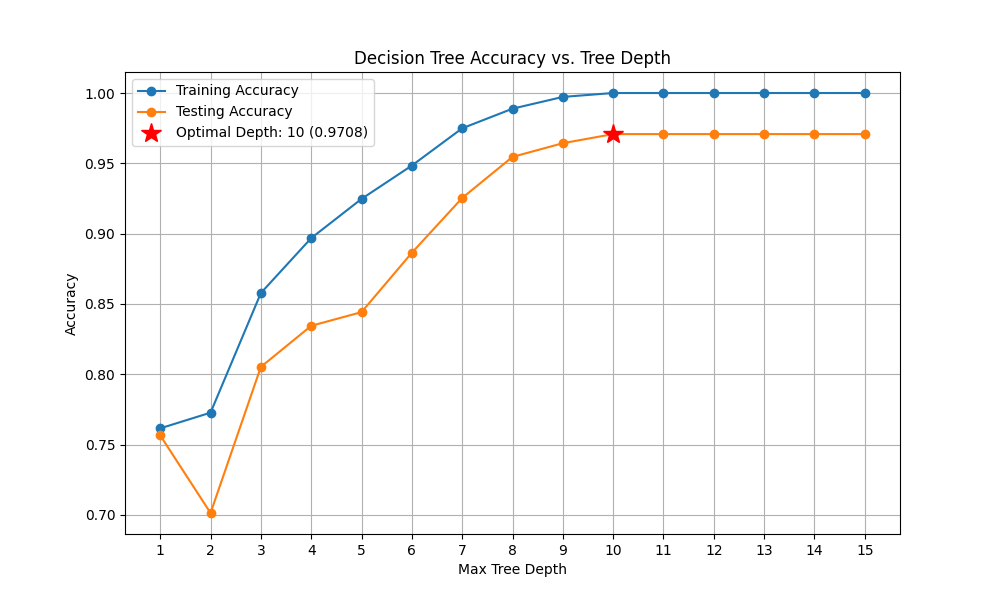 Decision Tree Accuracy vs. Tree Depth
Training Accuracy
Testing Accuracy
Optimal Depth: 10 (0.9708)
1.00
0.95
0.90
0.85
0.80
0.75
0.70
Accuracy
1 2 3 4 5 6 7 8 9 10 11 12 13 14 15
Max Tree Depth